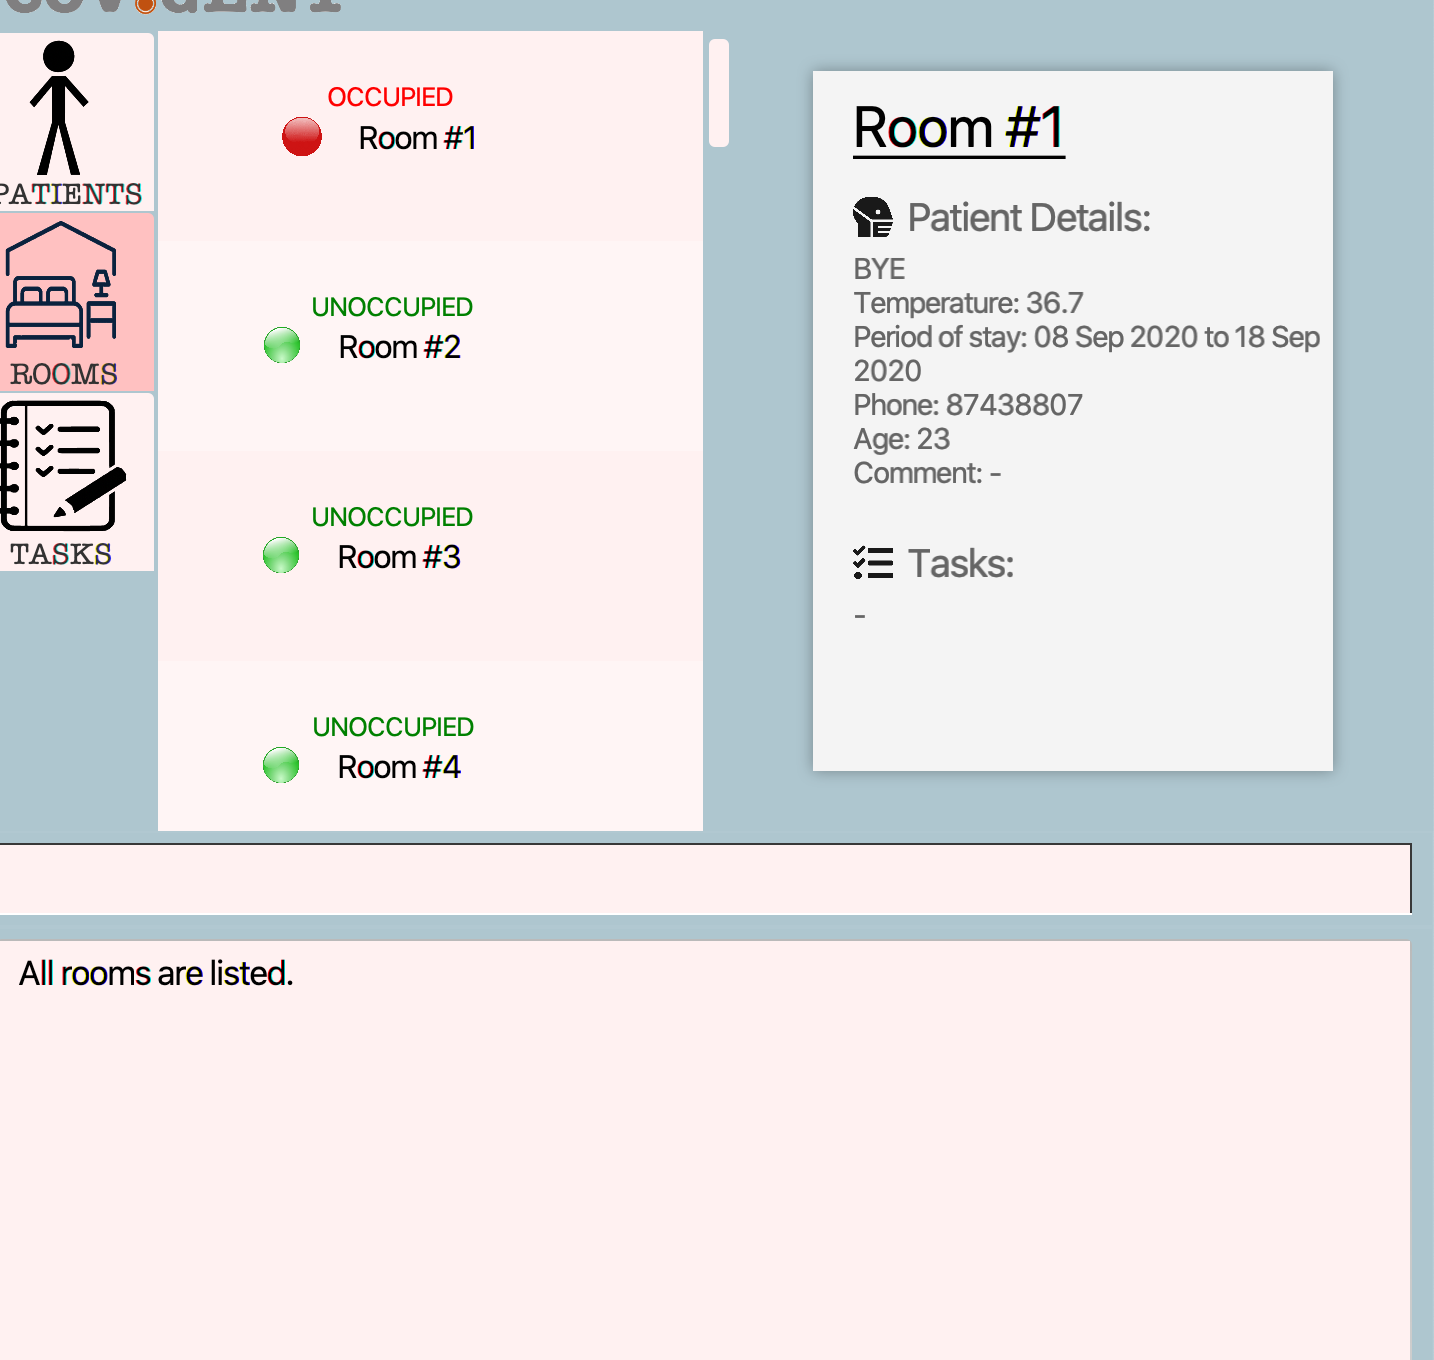 COV.GENT
PATIENTS
ROOMS
TASKS
OCCUPIED
Room #1
UNOCCUPIED
Room #2
UNOCCUPIED
Room #3
UNOCCUPIED
Room #4
Room #1
Patient Details:
BYE
Temperature: 36.7
Period of stay: 08 Sep 2020 to 18 Sep
2020
Phone: 87438807
Age: 23
Comment: -
Tasks:
-
All rooms are listed.